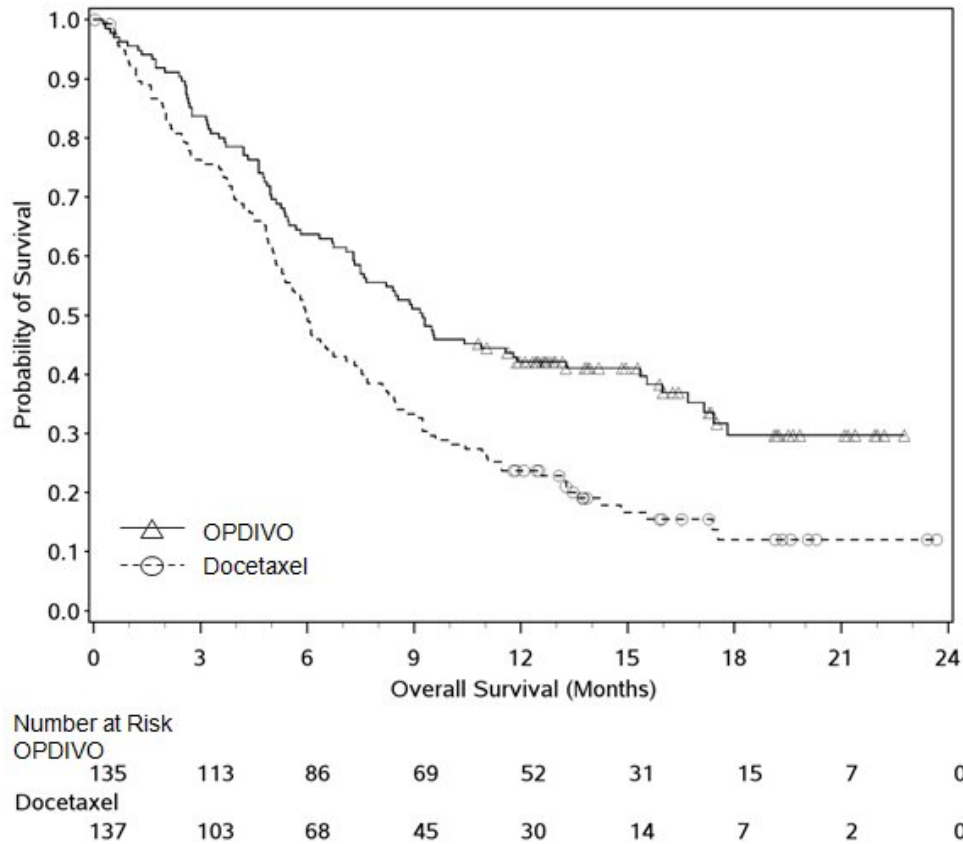 1.0
0.9
0.8
0.7
0.6
0.5
0.4
0.3
0.2
0.1
0.0
Probability of Survival
OPDIVO
Docetaxel
0 3 6 9 12 15 18 21 24
Overall Survival (Months)
Number at Risk
OPDIVO
135 113 86 69 52 31 15 7 0
Docetaxel
137 103 68 45 30 14 7 2 0